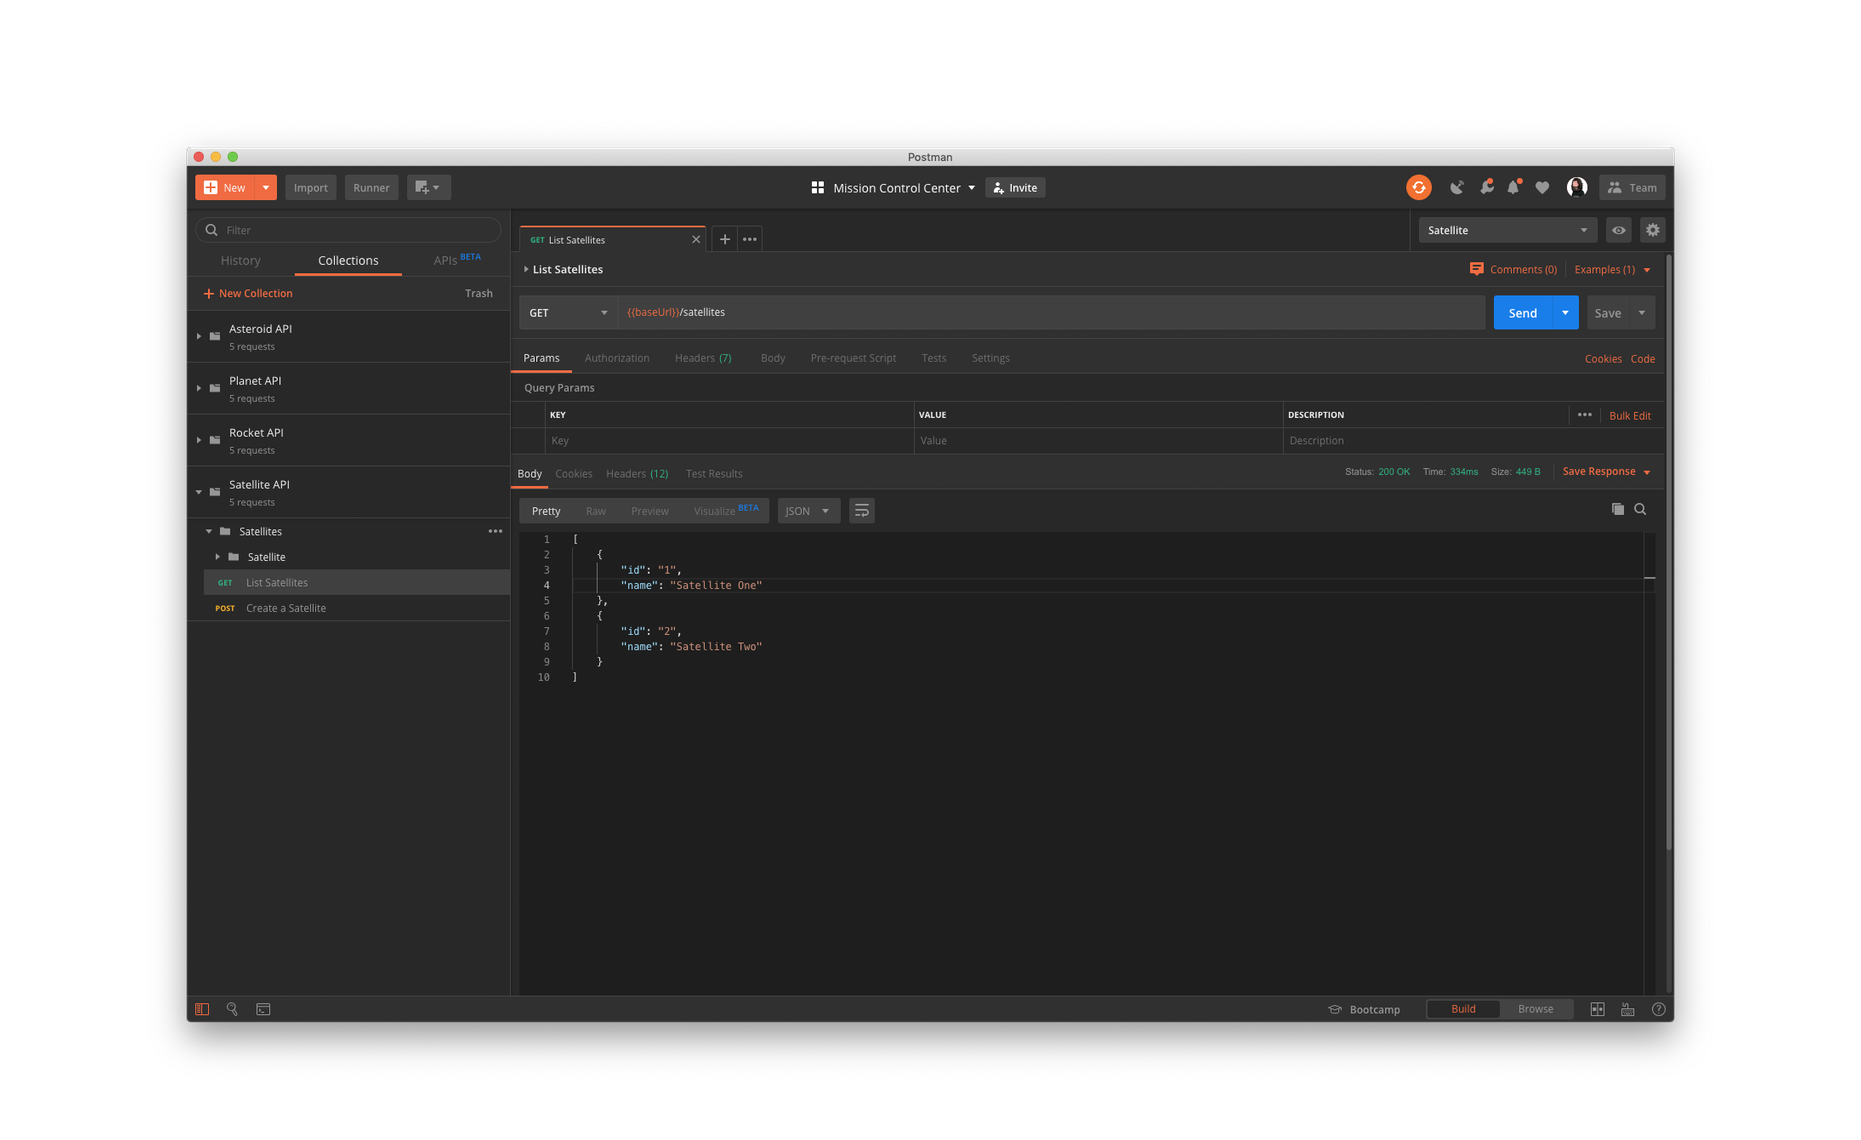 Postman
New Import Runner Mission Control Center Invite Team
Filter
GET List Satellites
Satellite
History Collections APIs BETA
List Satellites Comments (0) Examples (1)
New Collection Trash
GET {{baseUrl}}/satellites Send Save
Asteroid API
5 requests
Params Authorization Headers (7) Body Pre-request Script Tests Settings Cookies Code
Planet API
5 requests
Query Params
KEY VALUE DESCRIPTION Bulk Edit
Key Value Description
Rocket API
5 requests
Body Cookies Headers (12) Test Results Status: 200 OK Time: 334ms Size: 449 B Save Response
Satellite API
5 requests
Pretty Raw Preview Visualize BETA JSON
Satellites
Satellite
GET List Satellites
POST Create a Satellite
1 [
2 {
3 "id": "1",
4 "name": "Satellite One"
5 },
6 {
7 "id": "2",
8 "name": "Satellite Two"
9 }
10 ]
Bootcamp Build Browse